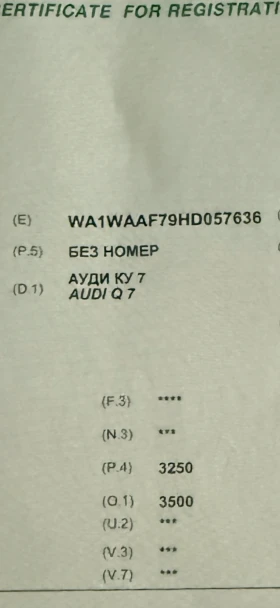 ERTIFICATE FOR REGISTRATI
(E) WA1WAAF79HD057636
(P.5) БЕЗ НОМЕР
АУДИ КУ 7
(D.1) AUDI Q 7
(F.3) ****
(N.3) ***
(P.4) 3250
(O.1) 3500
(U.2) ***
(V.3) ***
(V.7) ***